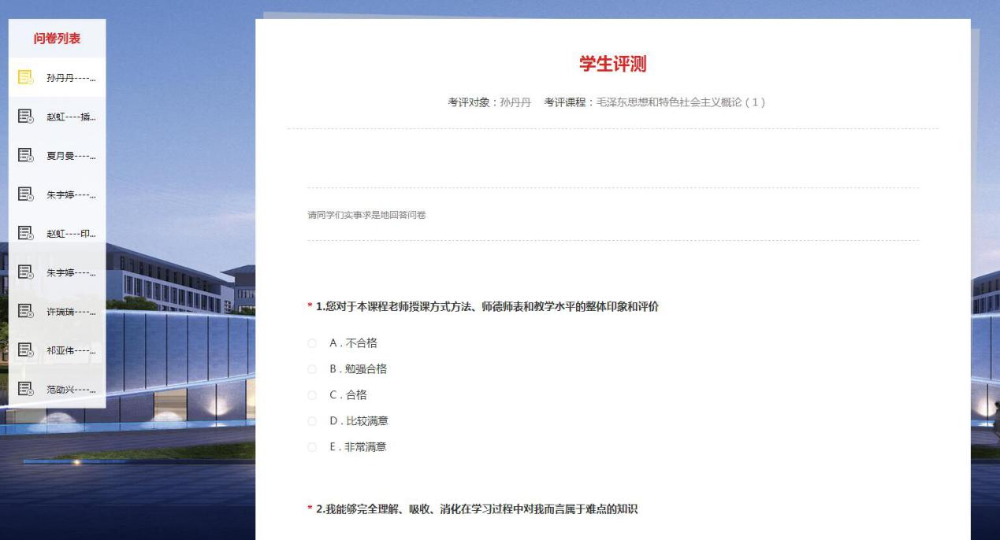 问卷列表
孙丹丹----...
赵虹----插...
夏月曼----...
朱宇婷----...
赵虹----印...
朱宇婷----...
许瑞瑞----...
祁亚伟----...
范劭兴----...
学生评测
考评对象：孙丹丹 考评课程：毛泽东思想和特色社会主义概论（1）
请同学们实事求是地回答问卷
* 1.您对于本课程老师授课方式方法、师德师表和教学水平的整体印象和评价
A . 不合格
B . 勉强合格
C . 合格
D . 比较满意
E . 非常满意
* 2.我能够完全理解、吸收、消化在学习过程中对我而言属于难点的知识